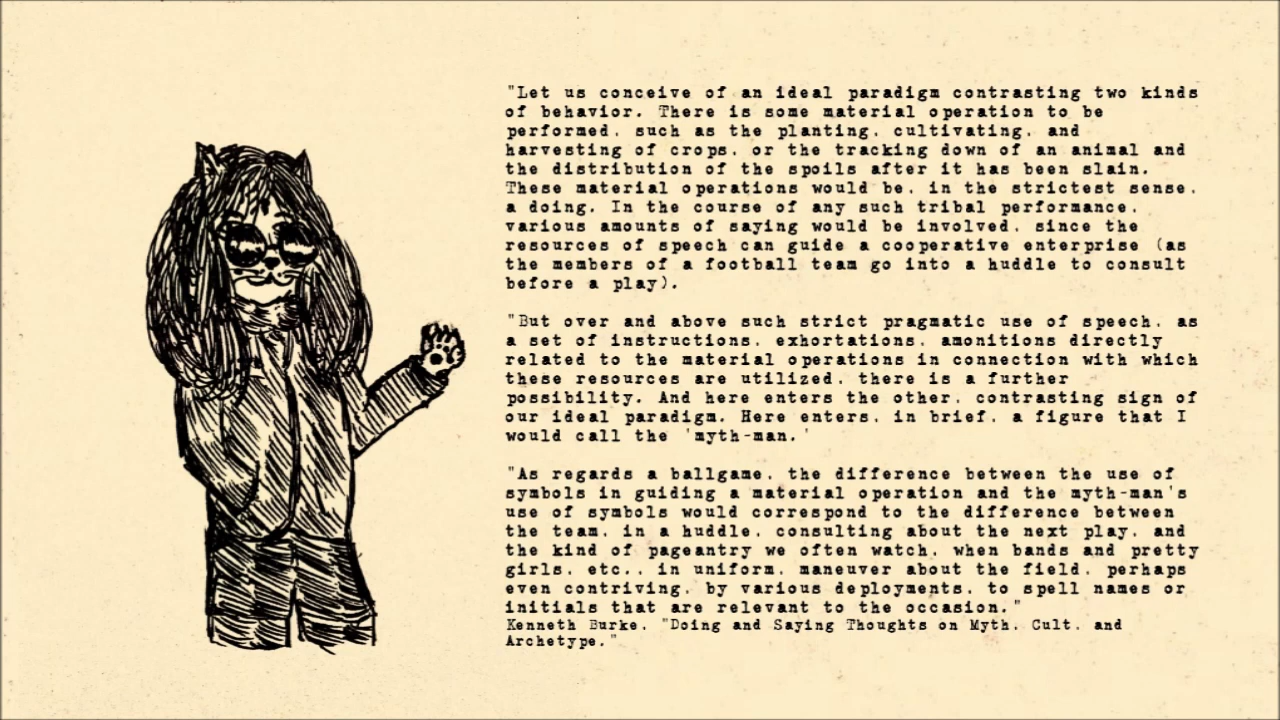 "Let us conceive of an ideal paradigm contrasting two kinds
of behavior. There is some material operation to be
performed, such as the planting, cultivating, and
harvesting of crops, or the tracking down of an animal and
the distribution of the spoils after it has been slain.
These material operations would be, in the strictest sense,
a doing. In the course of any such tribal performance,
various amounts of saying would be involved, since the
resources of speech can guide a cooperative enterprise (as
the members of a football team go into a huddle to consult
before a play).
"But over and above such strict pragmatic use of speech, as
a set of instructions, exhortations, amonitions directly
related to the material operations in connection with which
these resources are utilized, there is a further
possibility. And here enters the other, contrasting sign of
our ideal paradigm. Here enters, in brief, a figure that I
would call the 'myth-man.'
"As regards a ballgame, the difference between the use of
symbols in guiding a material operation and the myth-man's
use of symbols would correspond to the difference between
the team, in a huddle, consulting about the next play, and
the kind of pageantry we often watch, when bands and pretty
girls, etc., in uniform, maneuver about the field, perhaps
even contriving, by various deployments, to spell names or
initials that are relevant to the occasion."
Kenneth Burke, "Doing and Saying Thoughts on Myth, Cult, and
Archetype."